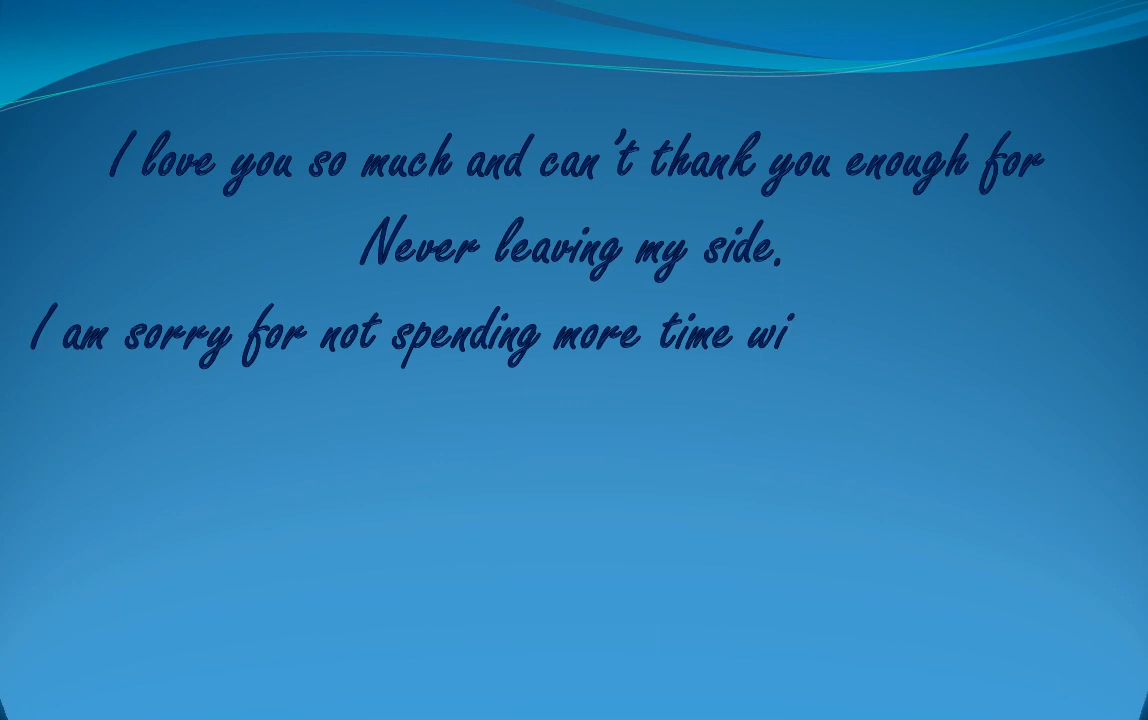 I love you so much and can't thank you enough for
Never leaving my side.
I am sorry for not spending more time wi